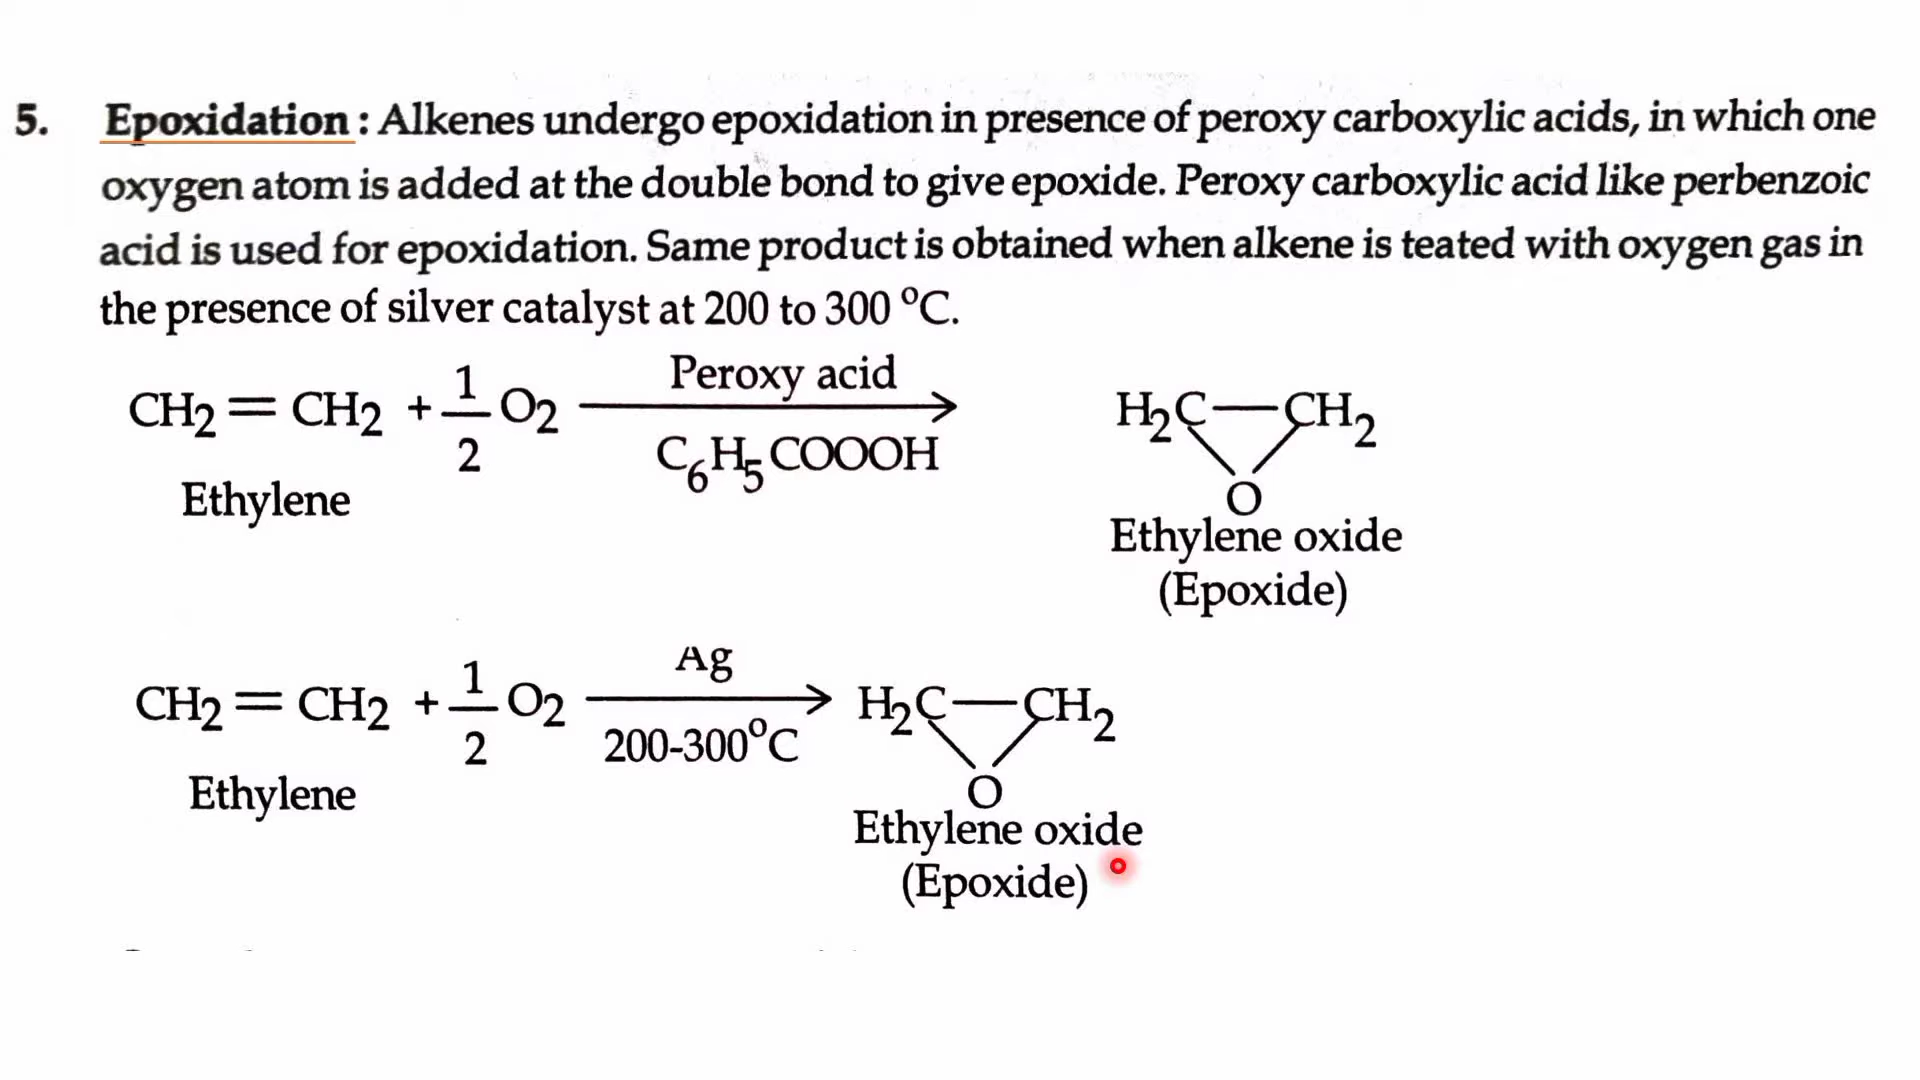 5. Epoxidation : Alkenes undergo epoxidation in presence of peroxy carboxylic acids, in which one
oxygen atom is added at the double bond to give epoxide. Peroxy carboxylic acid like perbenzoic
acid is used for epoxidation. Same product is obtained when alkene is teated with oxygen gas in
the presence of silver catalyst at 200 to 300 °C.
Peroxy acid
CH2 = CH2 + 1/2 O2 ⟶ H2C — CH2
C6H5COOOH
O
Ethylene
Ethylene oxide
(Epoxide)
Ag
CH2 = CH2 + 1/2 O2 ⟶ H2C — CH2
200-300°C
O
Ethylene
Ethylene oxide
(Epoxide)